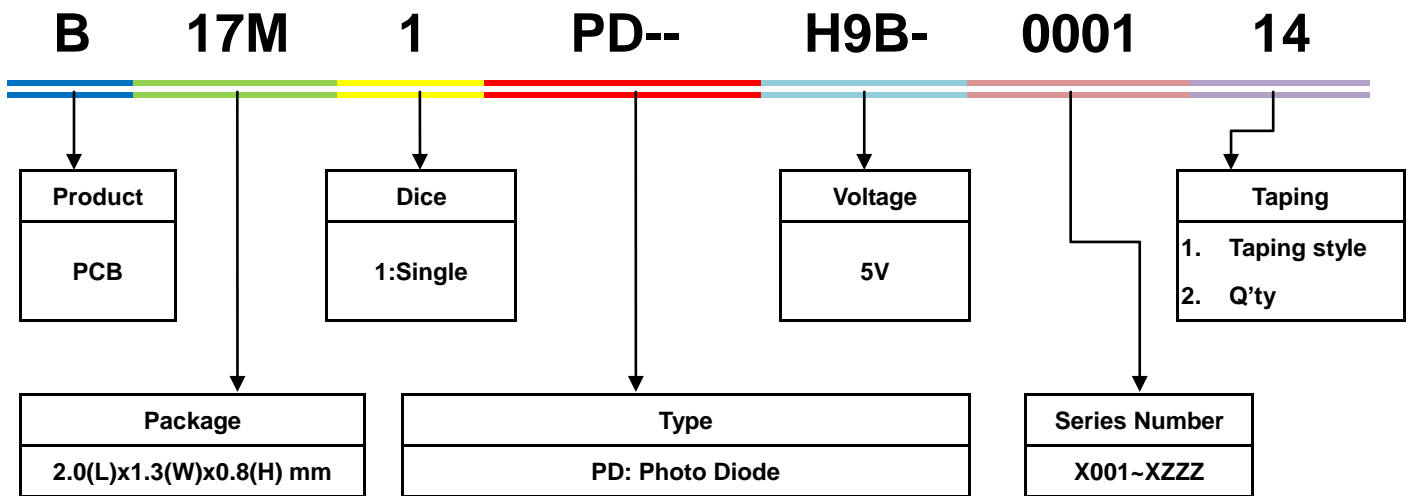 B 17M 1 PD-- H9B- 0001 14
Product
PCB
Dice
1:Single
Voltage
5V
Taping
1. Taping style
2. Q’ty
Package
2.0(L)x1.3(W)x0.8(H) mm
Type
PD: Photo Diode
Series Number
X001~XZZZ